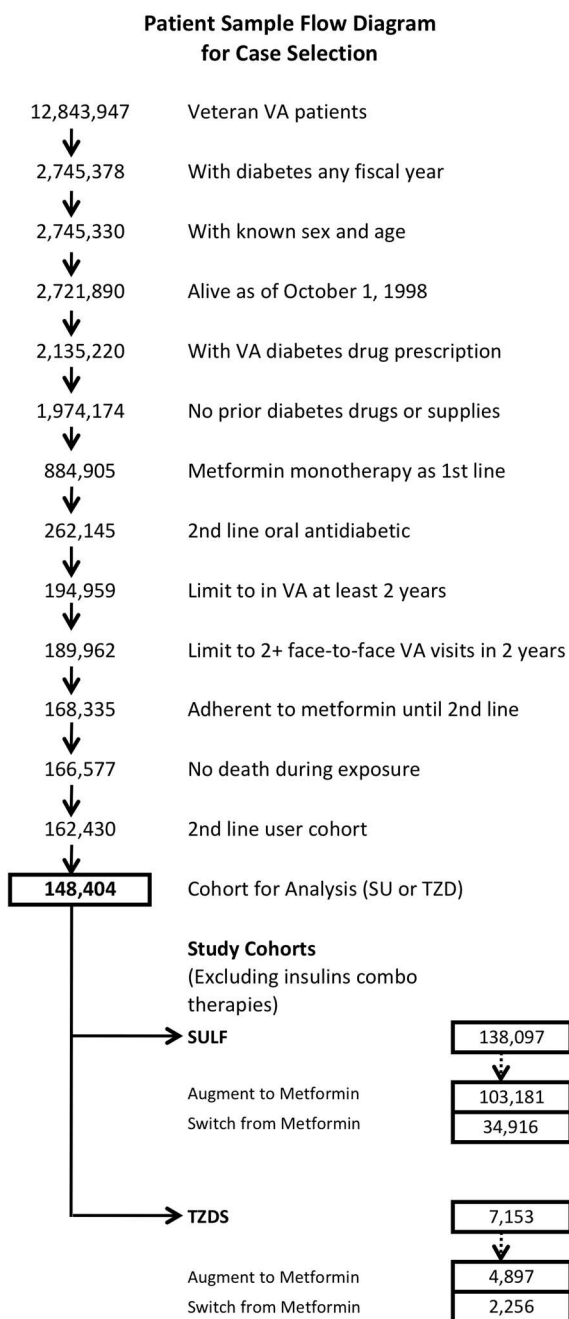 Patient Sample Flow Diagram
for Case Selection
12,843,947 Veteran VA patients
2,745,378 With diabetes any fiscal year
2,745,330 With known sex and age
2,721,890 Alive as of October 1, 1998
2,135,220 With VA diabetes drug prescription
1,974,174 No prior diabetes drugs or supplies
884,905 Metformin monotherapy as 1st line
262,145 2nd line oral antidiabetic
194,959 Limit to in VA at least 2 years
189,962 Limit to 2+ face-to-face VA visits in 2 years
168,335 Adherent to metformin until 2nd line
166,577 No death during exposure
162,430 2nd line user cohort
148,404 Cohort for Analysis (SU or TZD)
Study Cohorts
(Excluding insulins combo
therapies)
SULF 138,097
Augment to Metformin 103,181
Switch from Metformin 34,916
TZDS 7,153
Augment to Metformin 4,897
Switch from Metformin 2,256